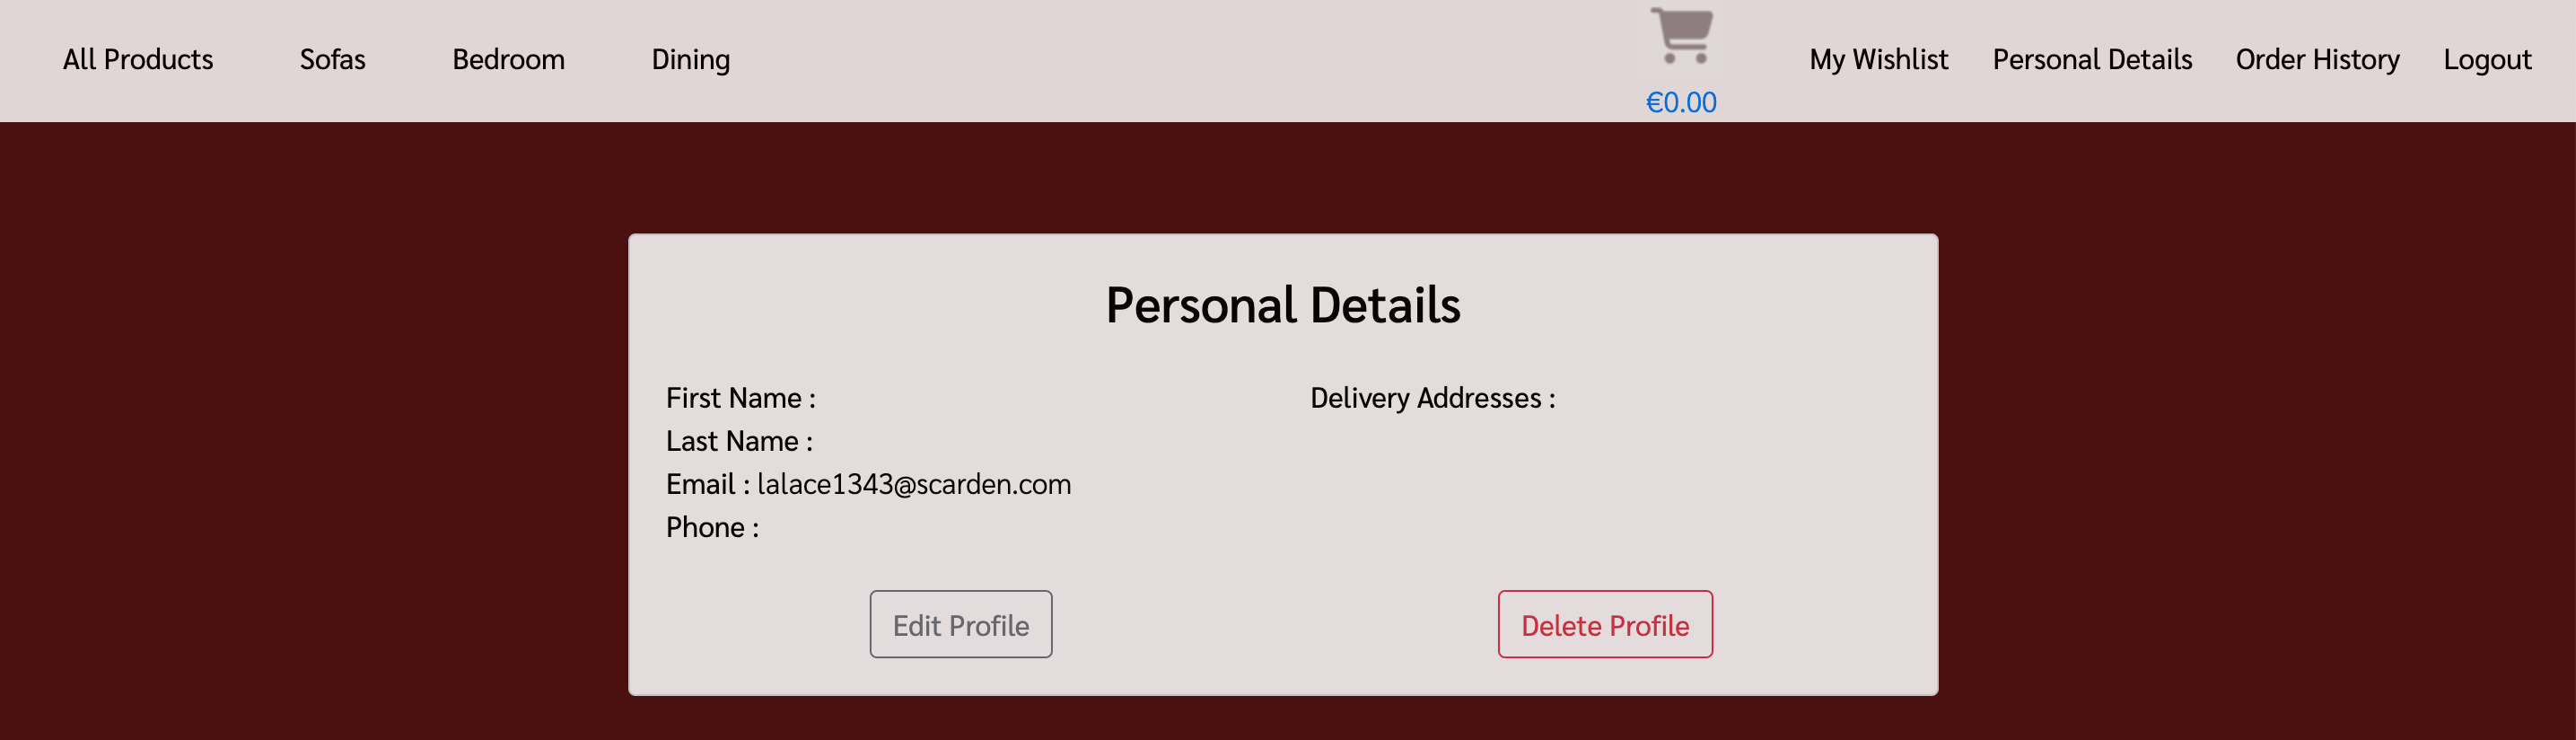 All Products Sofas Bedroom Dining My Wishlist Personal Details Order History Logout
€0.00
Personal Details
First Name :
Last Name :
Email : lalace1343@scarden.com
Phone :
Delivery Addresses :
Edit Profile
Delete Profile